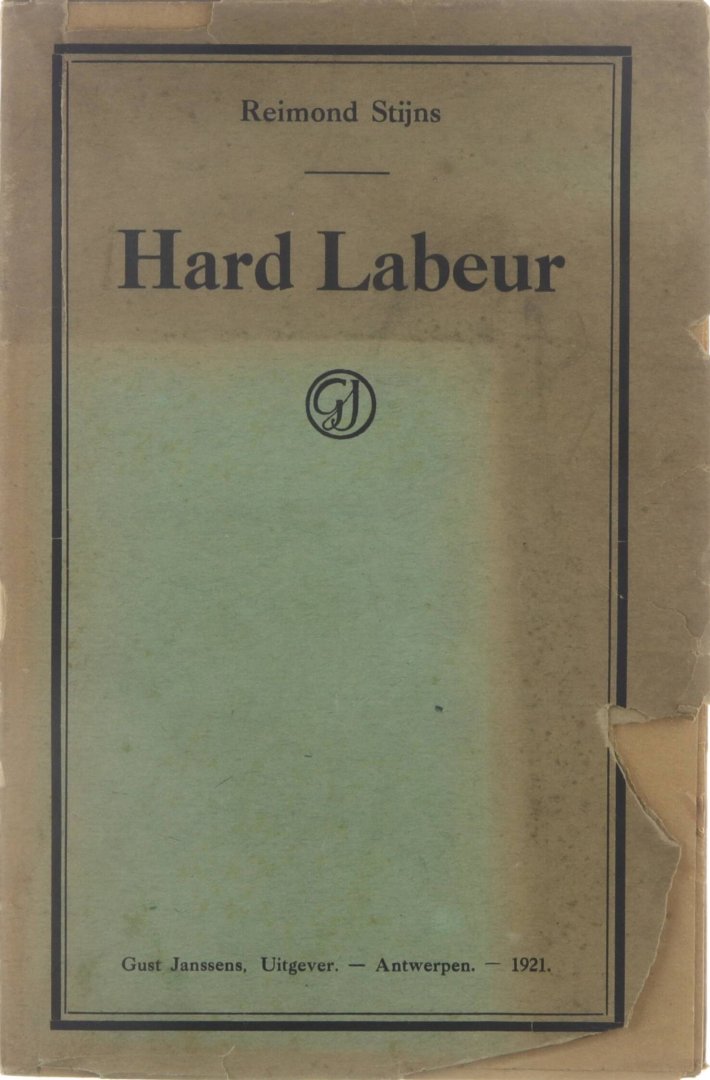 Reimond Stijns
Hard Labeur
GJ
Gust Janssens, Uitgever. — Antwerpen. — 1921.